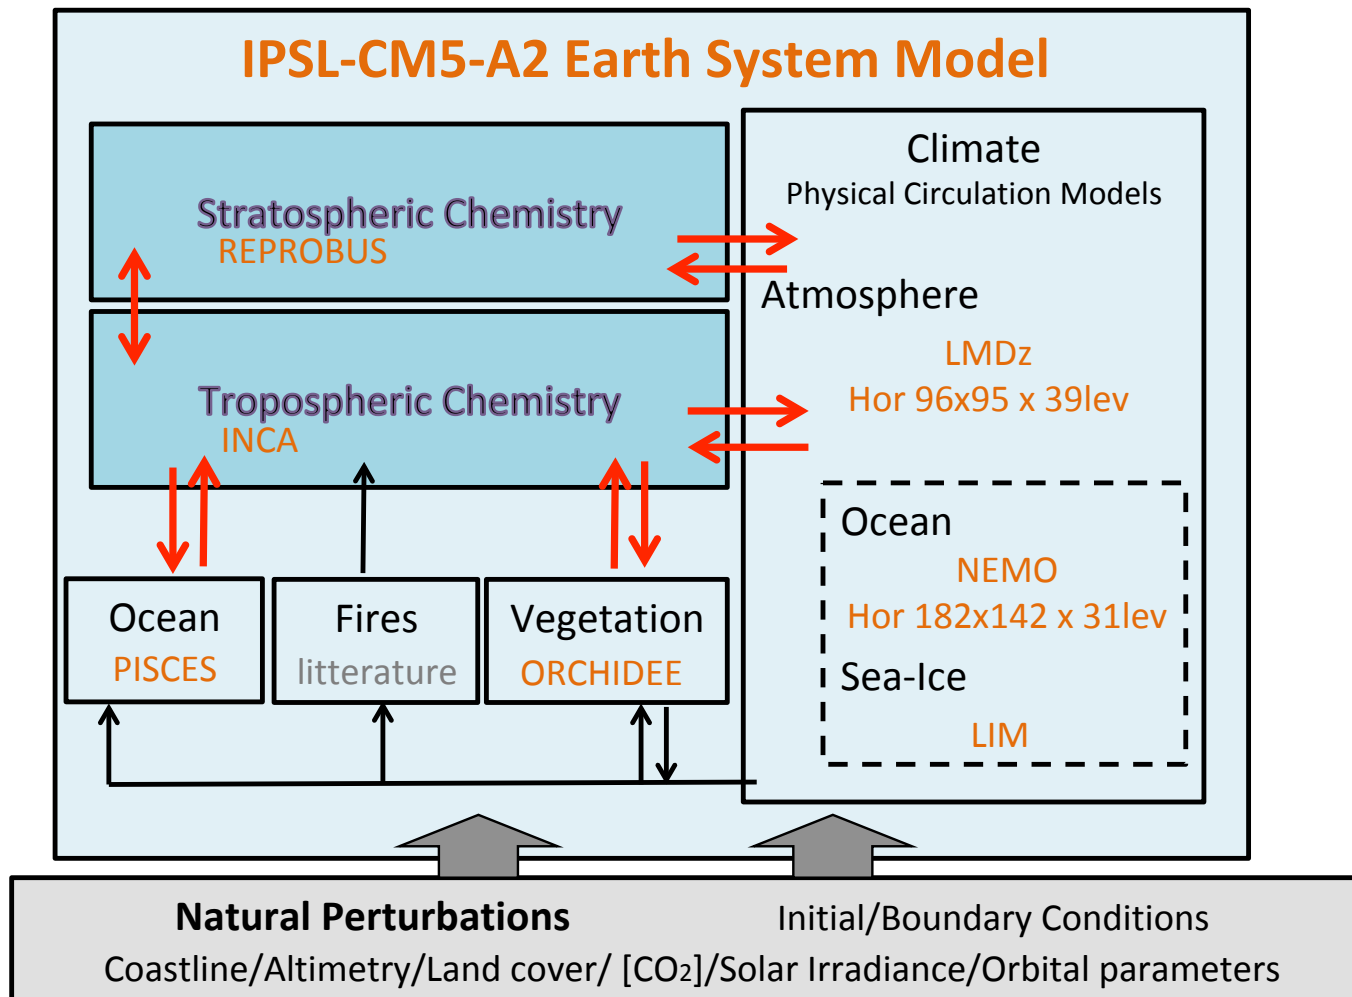 IPSL-CM5-A2 Earth System Model
Stratospheric Chemistry
REPROBUS
Tropospheric Chemistry
INCA
Ocean
PISCES
Fires
litterature
Vegetation
ORCHIDEE
Climate
Physical Circulation Models
Atmosphere
LMDz
Hor 96x95 x 39lev
Ocean
NEMO
Hor 182x142 x 31lev
Sea-Ice
LIM
Natural Perturbations
Initial/Boundary Conditions
Coastline/Altimetry/Land cover/ [CO2]/Solar Irradiance/Orbital parameters